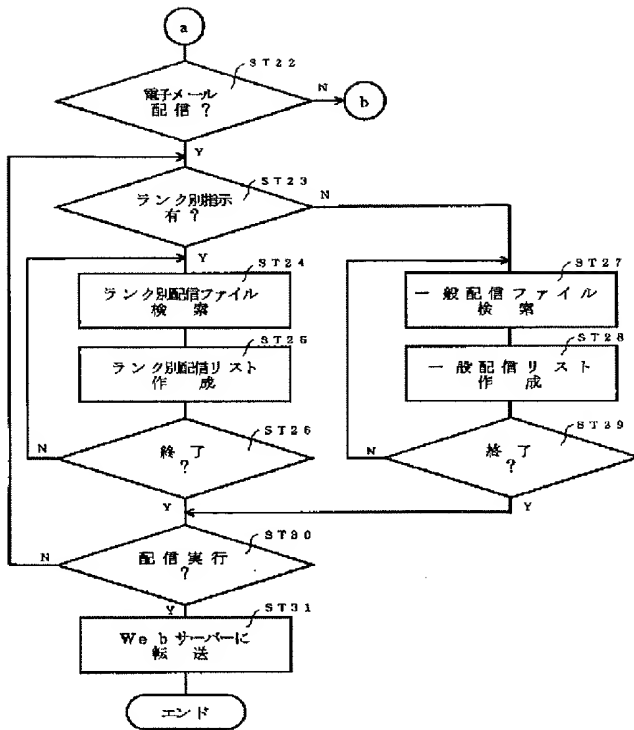 a
ST22
電子メール
配信？
N
b
Y
ST23
ランク別指示
有？
N
Y
ST24
ランク別配信ファイル
検索
ST25
ランク別配信リスト
作成
ST26
終了
？
N
Y
ST27
一般配信ファイル
検索
ST28
一般配信リスト
作成
ST29
終了
？
N
Y
ST30
配信実行
？
N
Y
ST31
Webサーバーに
転送
エンド